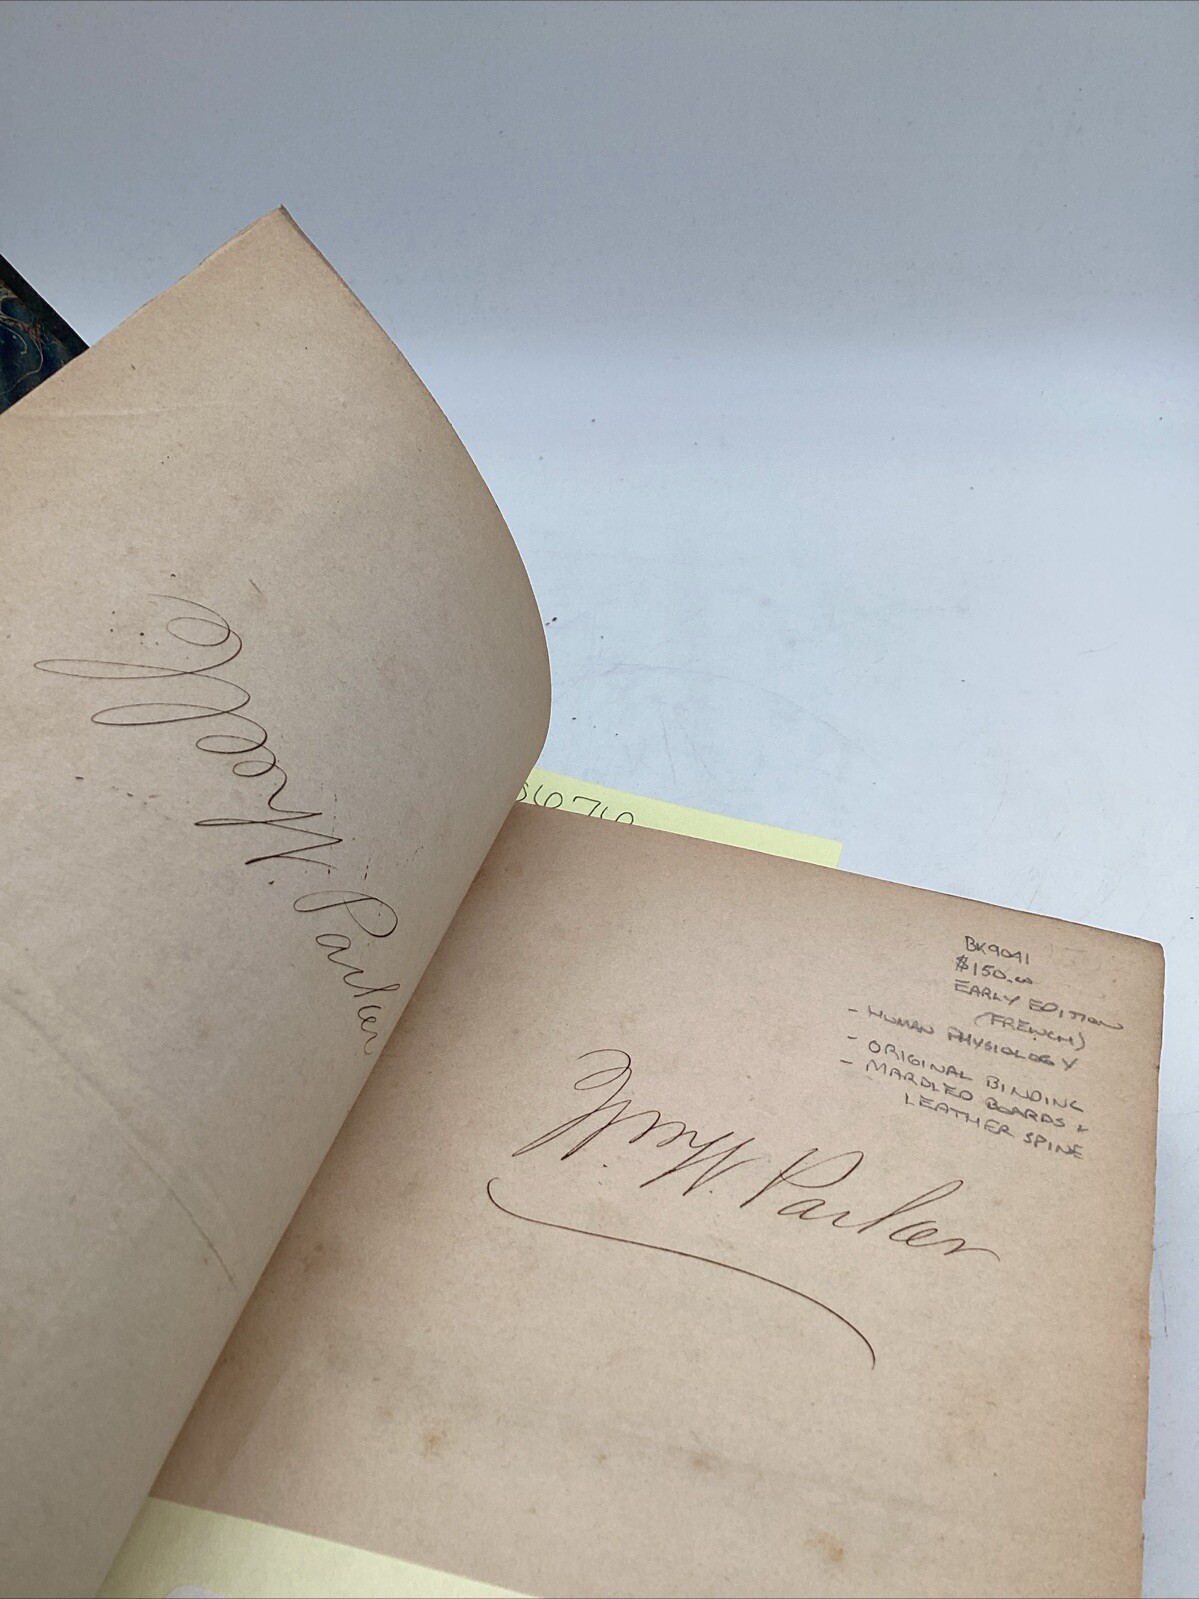 Wm W. Parker
BK9041
$150.00
EARLY EDITION
(FRENCH)
- HUMAN PHYSIOLOGY
- ORIGINAL BINDING
- MARBLED BOARDS &
LEATHER SPINE
Wm W. Parker